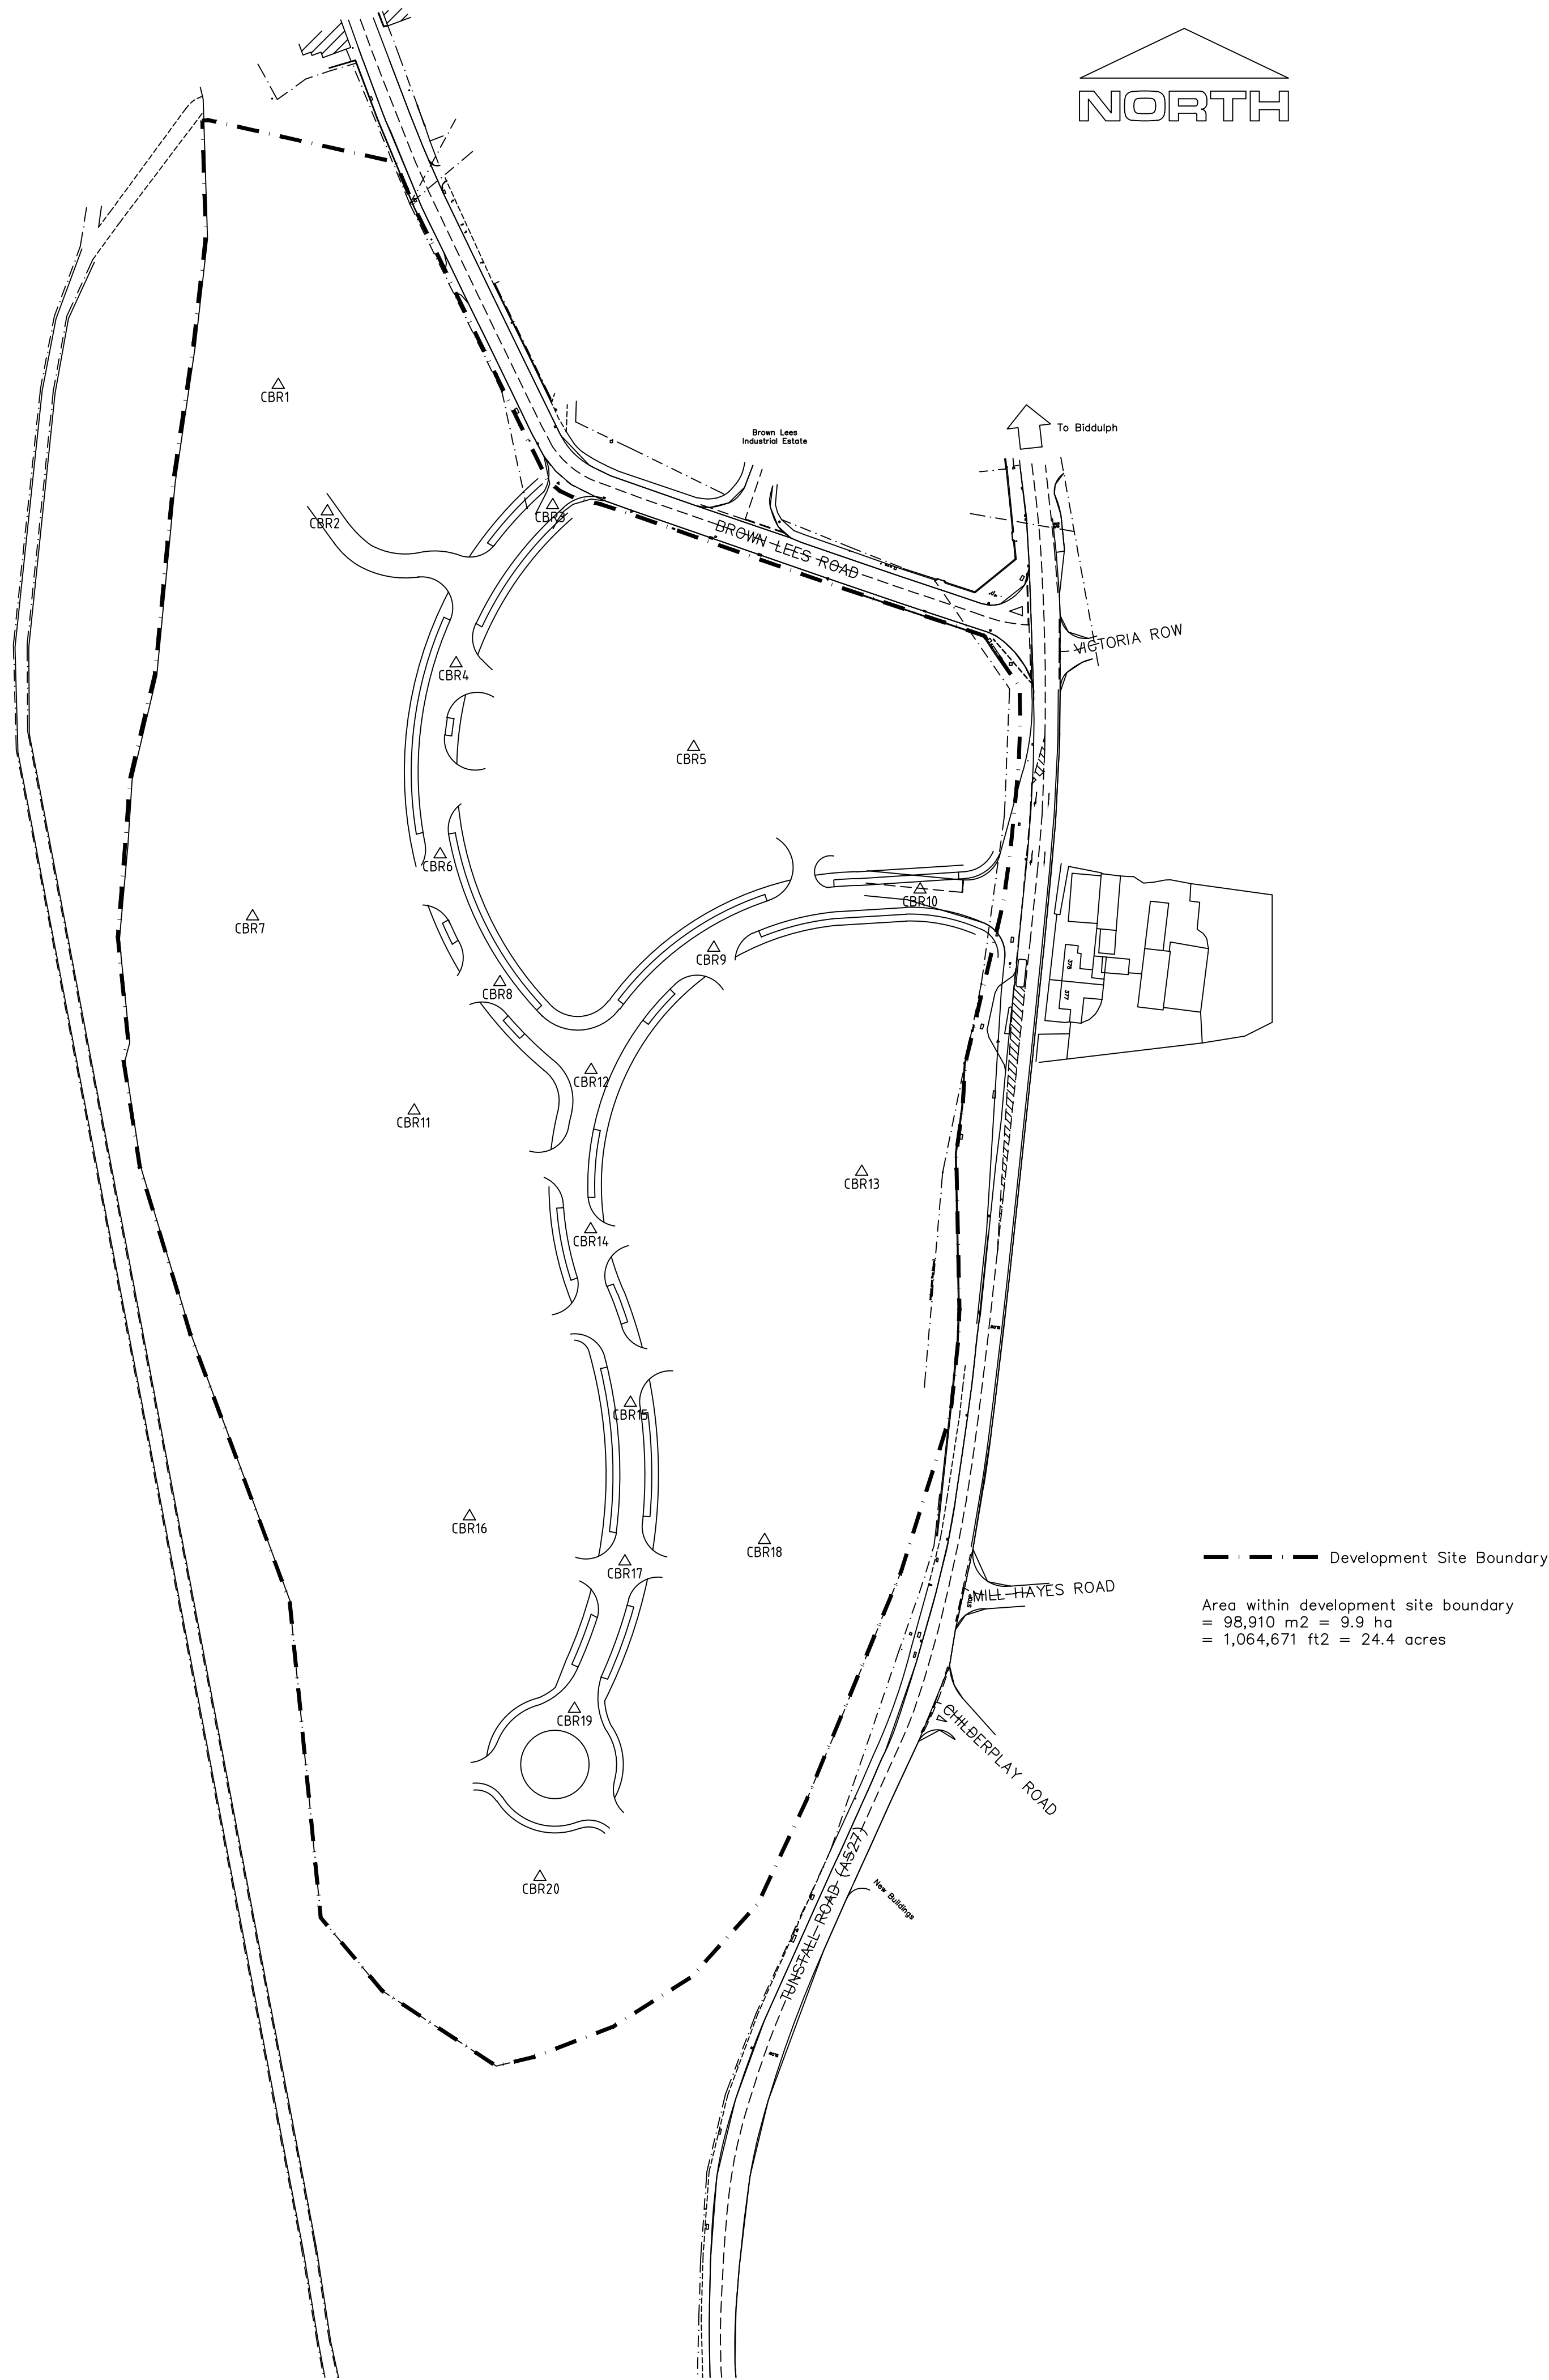 NORTH
To Biddulph
Brown Lees
Industrial Estate
BROWN LEES ROAD
VICTORIA ROW
CBR1
CBR2
CBR3
CBR4
CBR5
CBR6
CBR7
CBR8
CBR9
CBR10
375
377
CBR11
CBR12
CBR13
CBR14
CBR15
CBR16
CBR17
CBR18
CBR19
CBR20
Development Site Boundary
Area within development site boundary
= 98,910 m2 = 9.9 ha
= 1,064,671 ft2 = 24.4 acres
MILL HAYES ROAD
CHILDERPLAY ROAD
TUNSTALL ROAD (A527)
New Buildings